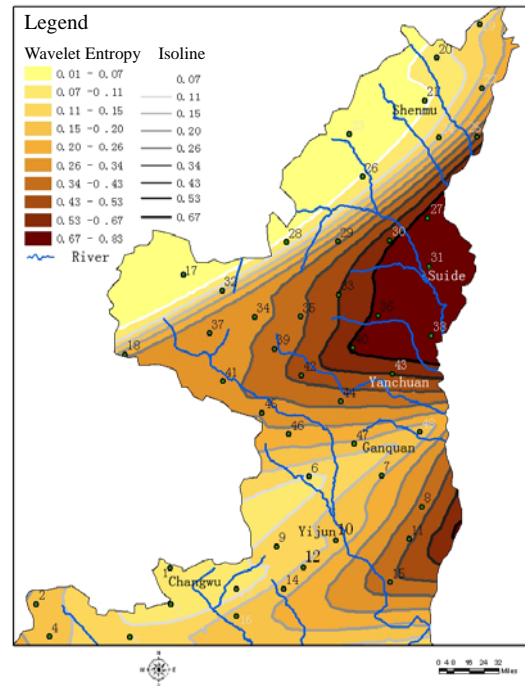 Legend
Wavelet Entropy Isoline
0.01 - 0.07
0.07 - 0.11
0.11 - 0.15
0.15 - 0.20
0.20 - 0.26
0.26 - 0.34
0.34 - 0.43
0.43 - 0.53
0.53 - 0.67
0.67 - 0.83
River
0.07
0.11
0.15
0.20
0.26
0.34
0.43
0.53
0.67
20
21
Shenmu
26
27
28
29
30
31
Suide
17
32
33
34
35
36
37
38
18
39
41
42
43
Yanchuan
44
45
46
47
Ganquan
6
7
8
Yijun
10
11
9
12
15
1
Changwu
14
2
16
4
0 4 8 16 24 32
Miles